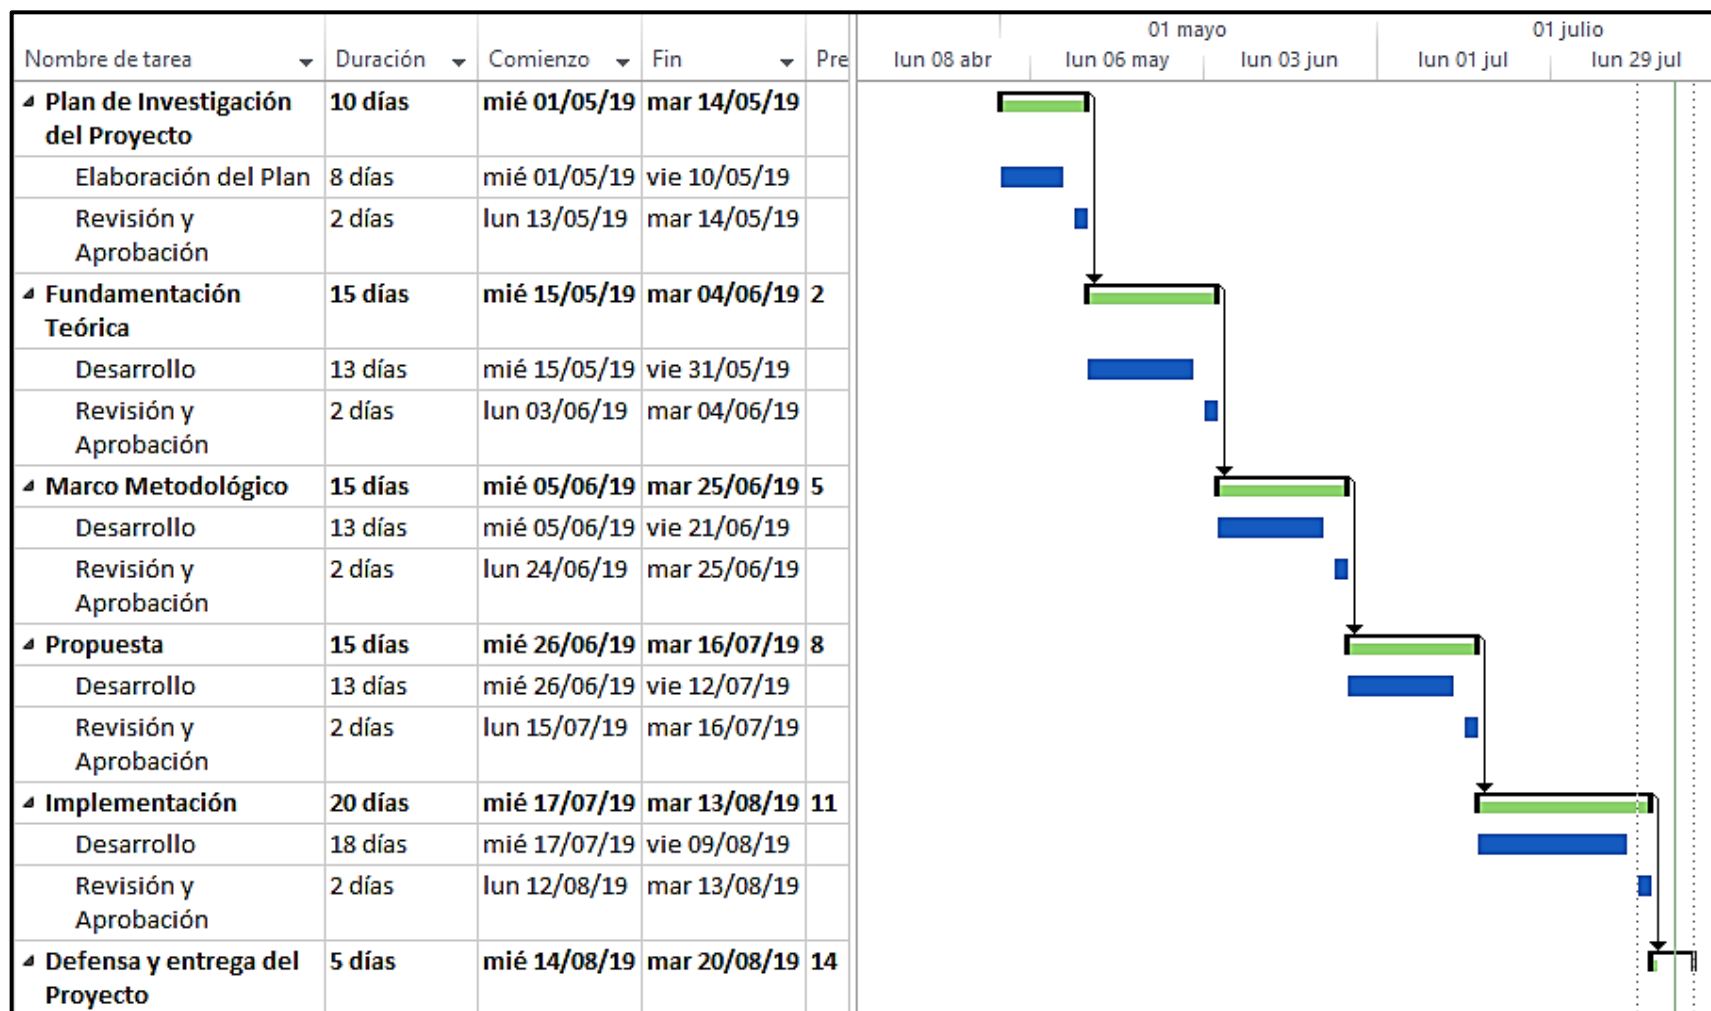 01 mayo 01 julio
Nombre de tarea Duración Comienzo Fin Pre lun 08 abr lun 06 may lun 03 jun lun 01 jul lun 29 jul
Plan de Investigación 10 días mié 01/05/19 mar 14/05/19
del Proyecto
Elaboración del Plan 8 días mié 01/05/19 vie 10/05/19
Revisión y 2 días lun 13/05/19 mar 14/05/19
Aprobación
Fundamentación 15 días mié 15/05/19 mar 04/06/19 2
Teórica
Desarrollo 13 días mié 15/05/19 vie 31/05/19
Revisión y 2 días lun 03/06/19 mar 04/06/19
Aprobación
Marco Metodológico 15 días mié 05/06/19 mar 25/06/19 5
Desarrollo 13 días mié 05/06/19 vie 21/06/19
Revisión y 2 días lun 24/06/19 mar 25/06/19
Aprobación
Propuesta 15 días mié 26/06/19 mar 16/07/19 8
Desarrollo 13 días mié 26/06/19 vie 12/07/19
Revisión y 2 días lun 15/07/19 mar 16/07/19
Aprobación
Implementación 20 días mié 17/07/19 mar 13/08/19 11
Desarrollo 18 días mié 17/07/19 vie 09/08/19
Revisión y 2 días lun 12/08/19 mar 13/08/19
Aprobación
Defensa y entrega del 5 días mié 14/08/19 mar 20/08/19 14
Proyecto